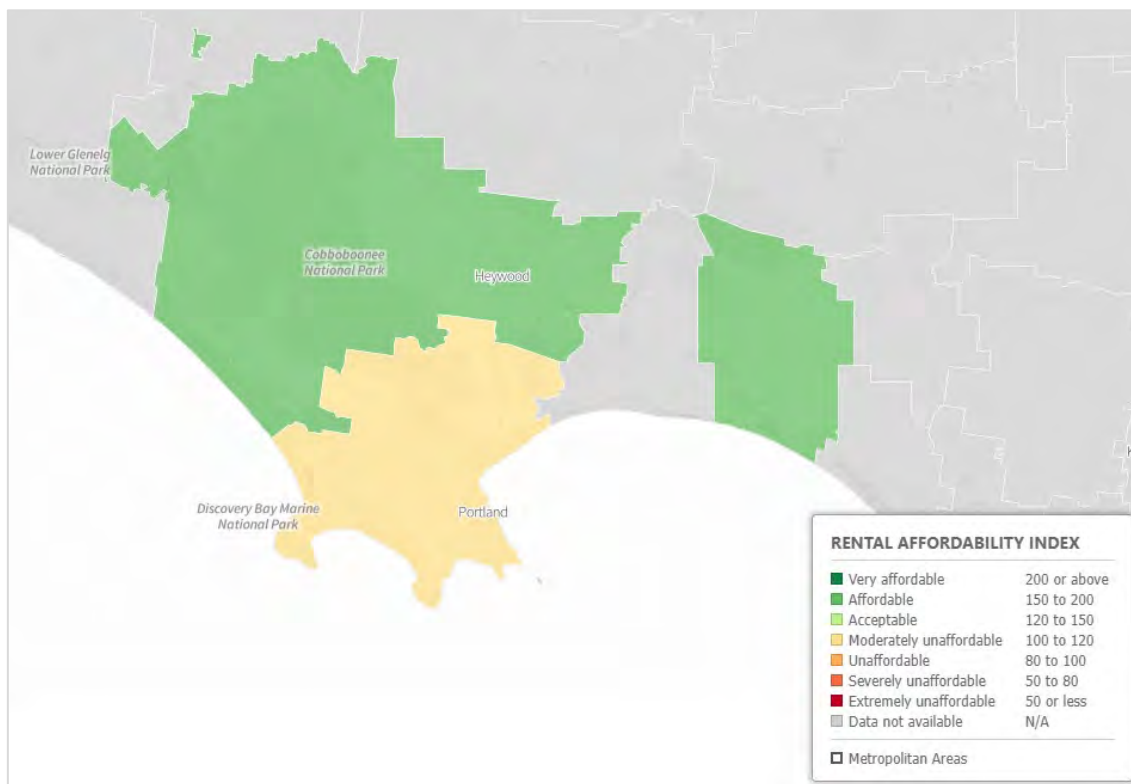 Lower Glenelg
National Park
Cobboboonee
National Park
Heywood
Discovery Bay Marine
National Park
Portland
K
RENTAL AFFORDABILITY INDEX
Very affordable 200 or above
Affordable 150 to 200
Acceptable 120 to 150
Moderately unaffordable 100 to 120
Unaffordable 80 to 100
Severely unaffordable 50 to 80
Extremely unaffordable 50 or less
Data not available N/A
Metropolitan Areas